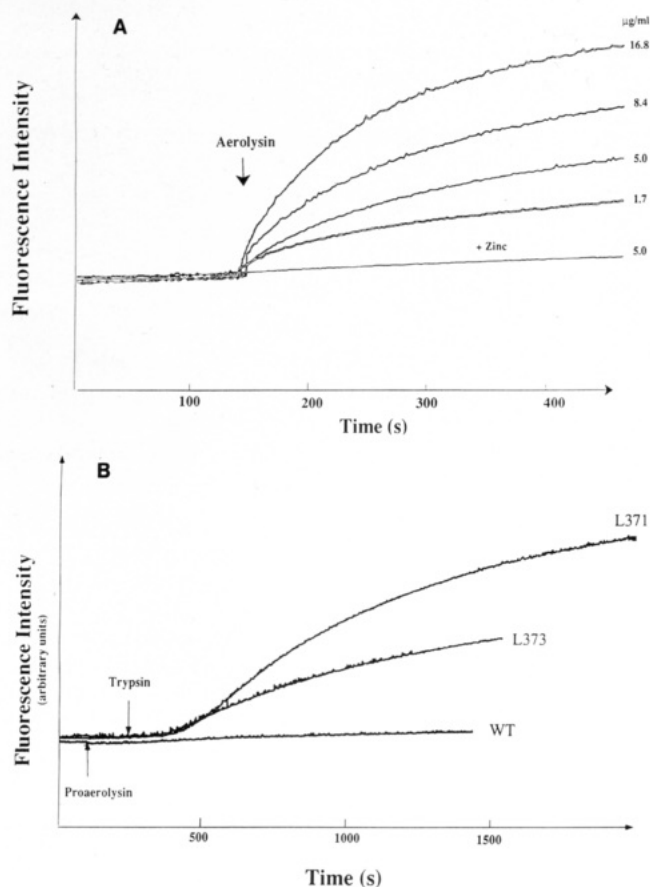 A
µg/ml
16.8
8.4
5.0
1.7
+ Zinc
5.0
Aerolysin
Fluorescence Intensity
100
200
300
400
Time (s)
B
L371
L373
WT
Trypsin
Proaerolysin
Fluorescence Intensity
(arbitrary units)
500
1000
1500
Time (s)